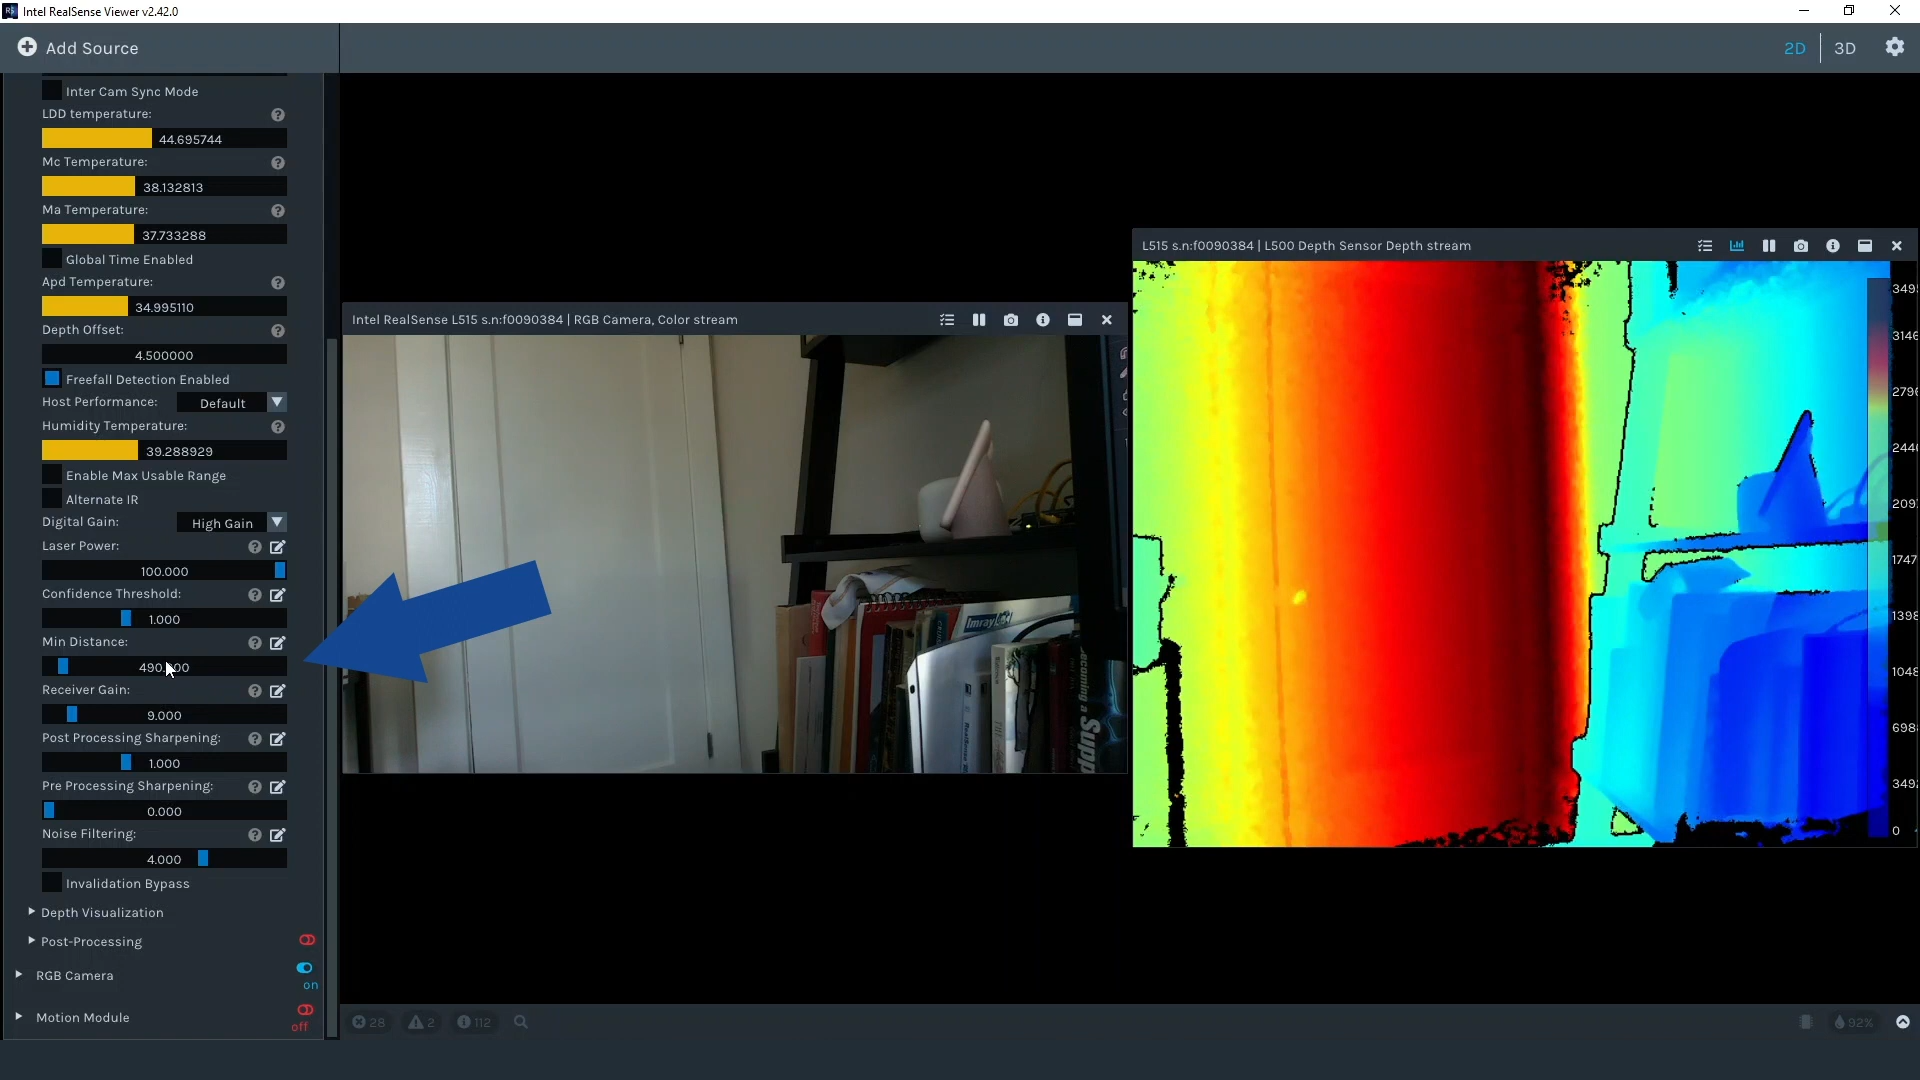 Intel RealSense Viewer v2.42.0
Add Source
2D
3D
Inter Cam Sync Mode
LDD temperature:
44.695744
Mc Temperature:
38.132813
Ma Temperature:
37.733288
Global Time Enabled
Apd Temperature:
34.995110
Depth Offset:
4.500000
Freefall Detection Enabled
Host Performance: Default
Humidity Temperature:
39.288929
Enable Max Usable Range
Alternate IR
Digital Gain: High Gain
Laser Power:
100.000
Confidence Threshold:
1.000
Min Distance:
Receiver Gain:
9.000
Post Processing Sharpening:
1.000
Pre Processing Sharpening:
0.000
Noise Filtering:
4.000
Invalidation Bypass
Depth Visualization
Post-Processing
RGB Camera
on
Motion Module
off
Intel RealSense L515 s.n:f0090384 | RGB Camera, Color stream
Imray
L515 s.n:f0090384 | L500 Depth Sensor Depth stream
1398
1048
0
28
2
112
92%